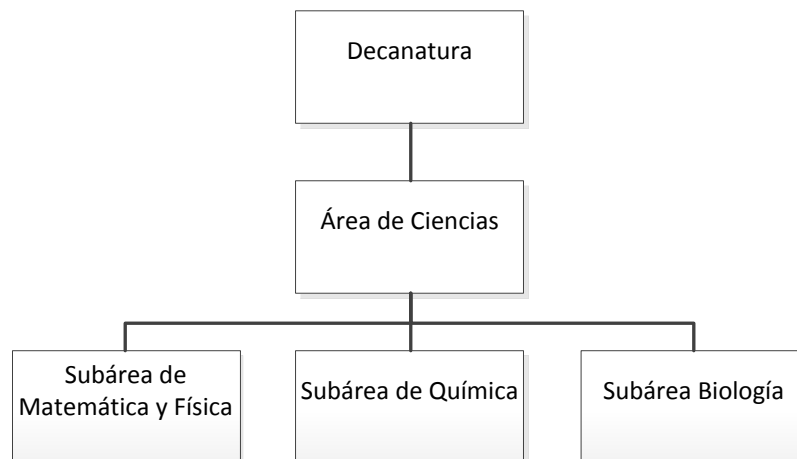 Decanatura
Área de Ciencias
Subárea de
Matemática y Física
Subárea de Química
Subárea Biología